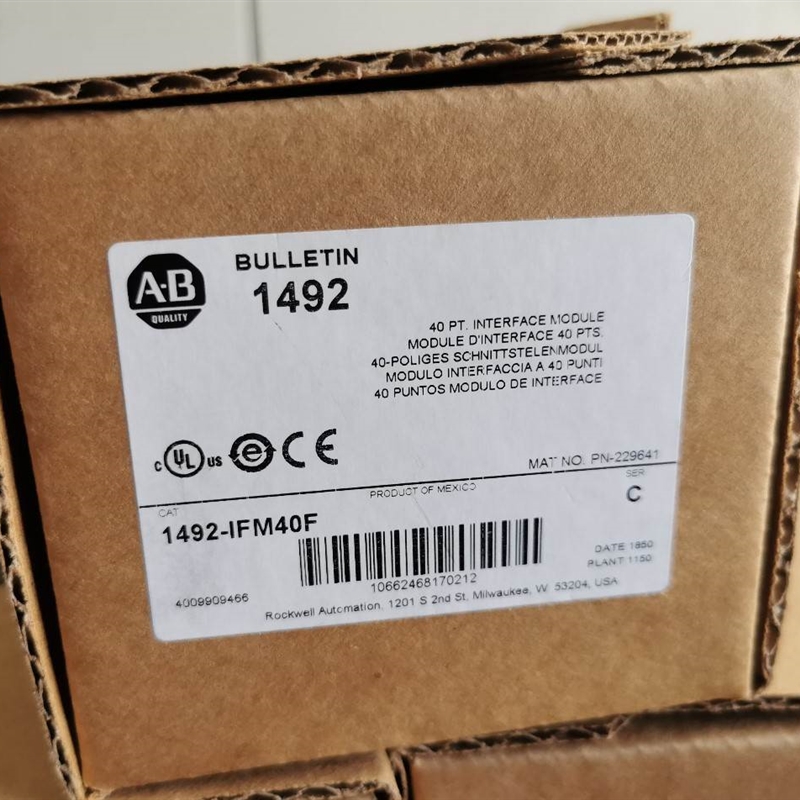 A-B
QUALITY
BULLETIN
1492
40 PT. INTERFACE MODULE
MODULE D'INTERFACE 40 PTS.
40-POLIGES SCHNITTSTELENMODUL
MODULO INTERFACCIA A 40 PUNTI
40 PUNTOS MODULO DE INTERFACE
c UL us e CE
MAT NO. PN-229641
PRODUCT OF MEXICO
SER
C
CAT
1492-IFM40F
10662468170212
DATE 1850
PLANT 1150
4009909466
Rockwell Automation, 1201 S 2nd St, Milwaukee, W 53204, USA